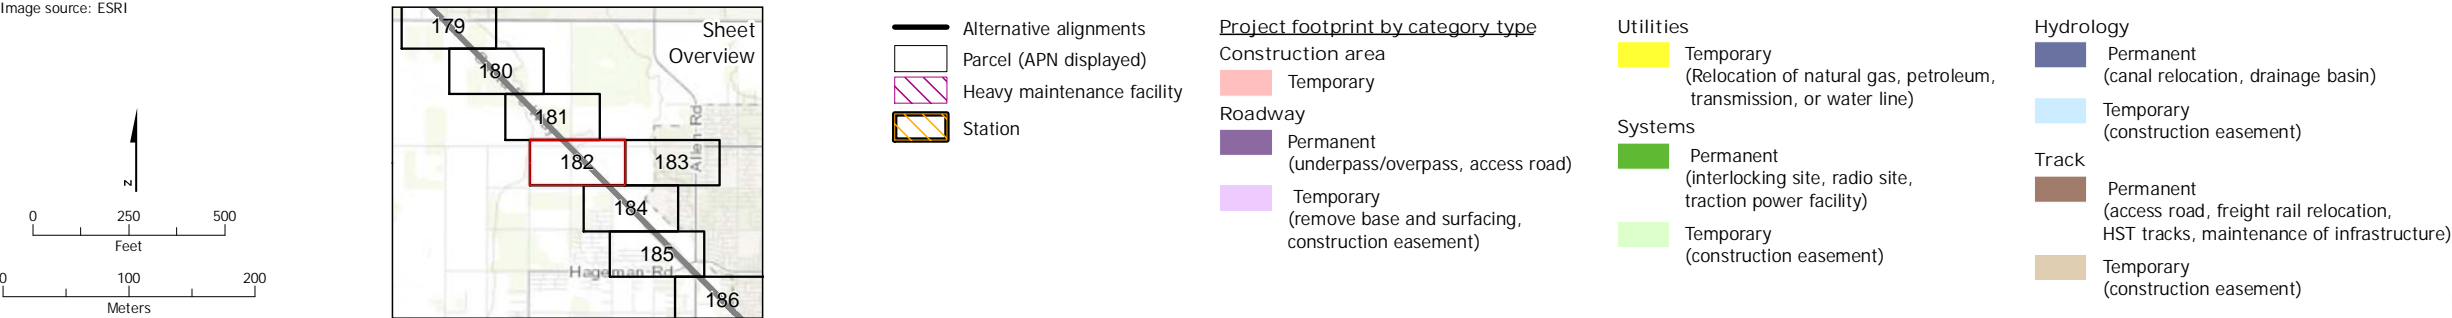 Image source: ESRI
N
0 250 500
Feet
0 100 200
Meters
Sheet
Overview
179
180
181
182
183
184
185
186
Allen Rd
Hageman Rd
Alternative alignments
Parcel (APN displayed)
Heavy maintenance facility
Station
Project footprint by category type
Construction area
Temporary
Roadway
Permanent
(underpass/overpass, access road)
Temporary
(remove base and surfacing,
construction easement)
Utilities
Temporary
(Relocation of natural gas, petroleum,
transmission, or water line)
Systems
Permanent
(interlocking site, radio site,
traction power facility)
Temporary
(construction easement)
Hydrology
Permanent
(canal relocation, drainage basin)
Temporary
(construction easement)
Track
Permanent
(access road, freight rail relocation,
HST tracks, maintenance of infrastructure)
Temporary
(construction easement)